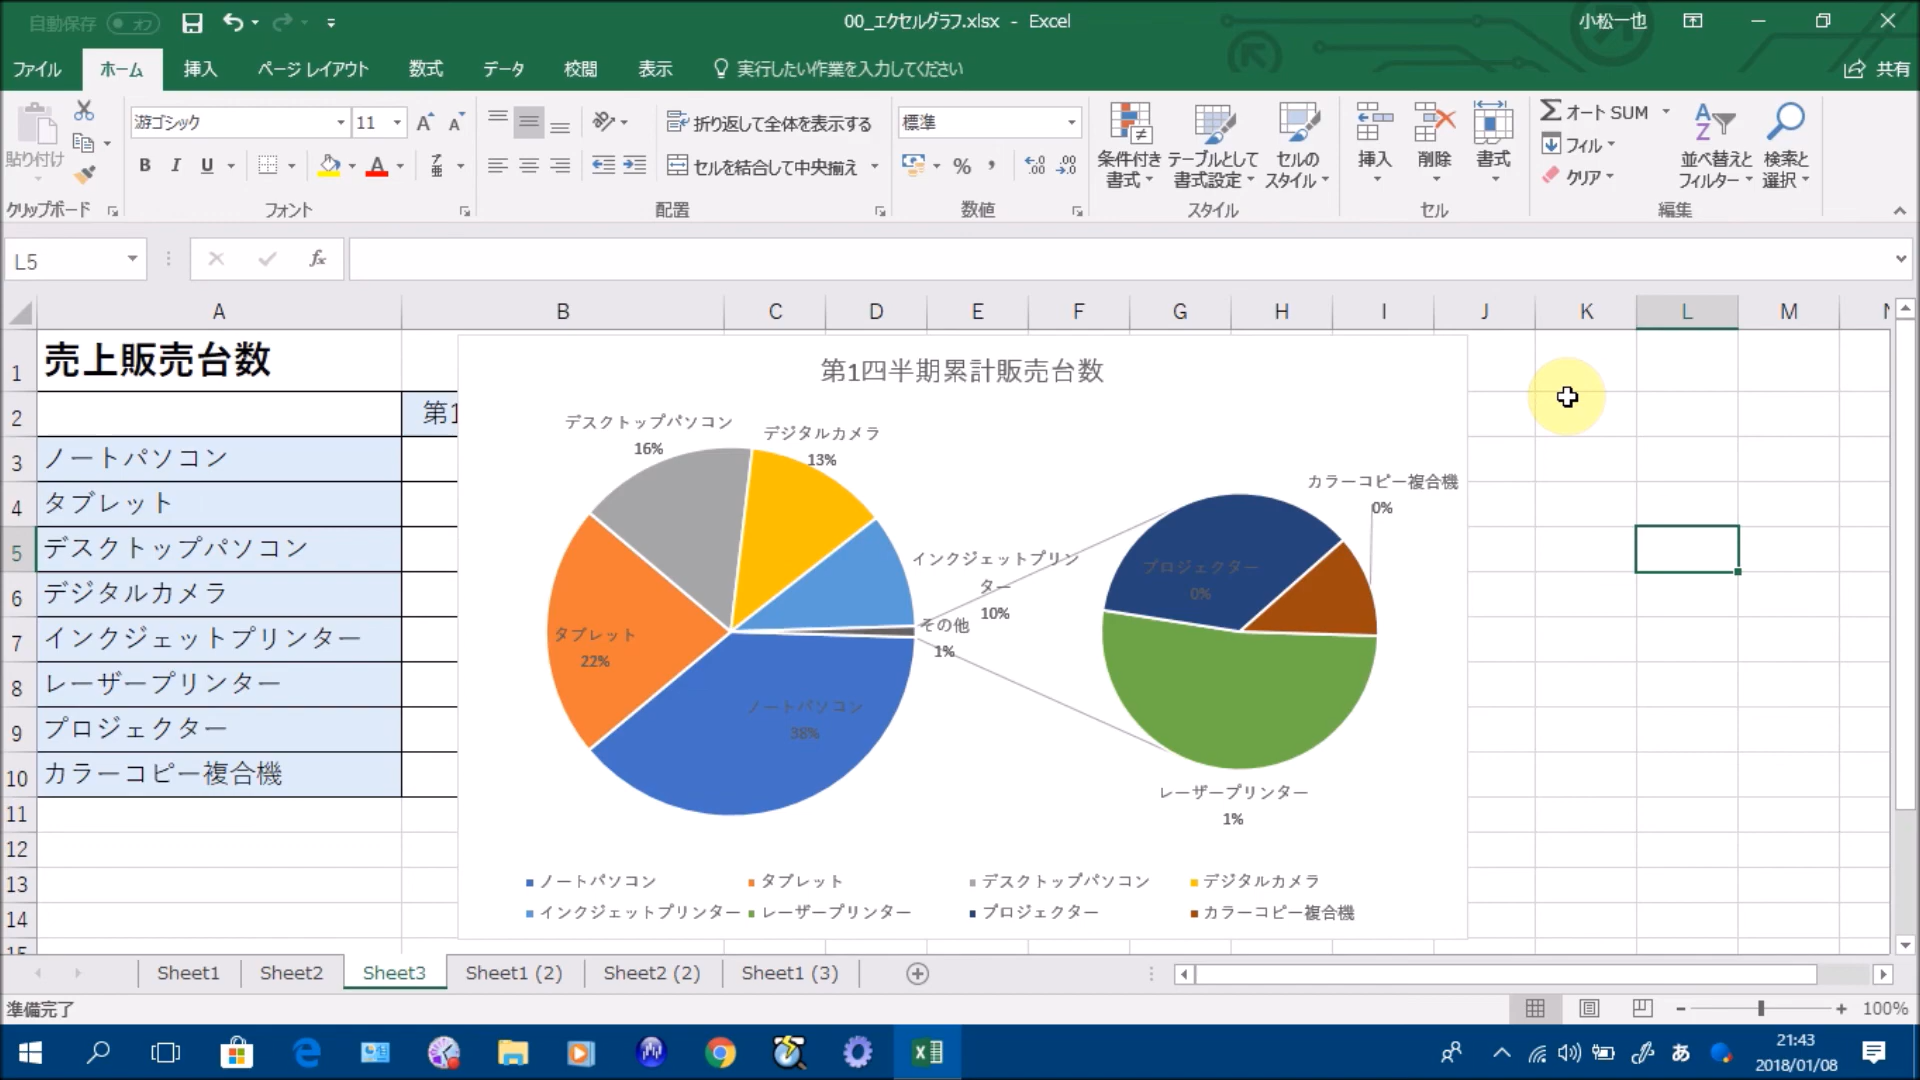 自動保存 オフ
00_エクセルグラフ.xlsx - Excel
小松一也
ファイル ホーム 挿入 ページ レイアウト 数式 データ 校閲 表示 実行したい作業を入力してください 共有
貼り付け
クリップボード
游ゴシック 11
B I U A
フォント
折り返して全体を表示する
セルを結合して中央揃え
配置
標準
%
数値
条件付き書式
テーブルとして書式設定
セルのスタイル
スタイル
挿入 削除 書式
セル
オート SUM
フィル
クリア
並べ替えとフィルター
検索と選択
編集
L5
fx
A B C D E F G H I J K L M N
1 売上販売台数
2 第1
3 ノートパソコン
4 タブレット
5 デスクトップパソコン
6 デジタルカメラ
7 インクジェットプリンター
8 レーザープリンター
9 プロジェクター
10 カラーコピー複合機
11
12
13
14
15
第1四半期累計販売台数
デスクトップパソコン
16%
デジタルカメラ
13%
インクジェットプリン
ター
10%
その他
1%
タブレット
22%
ノートパソコン
38%
カラーコピー複合機
0%
プロジェクター
0%
レーザープリンター
1%
ノートパソコン タブレット デスクトップパソコン デジタルカメラ
インクジェットプリンター レーザープリンター プロジェクター カラーコピー複合機
Sheet1 Sheet2 Sheet3 Sheet1 (2) Sheet2 (2) Sheet1 (3)
準備完了
100%
あ
21:43
2018/01/08